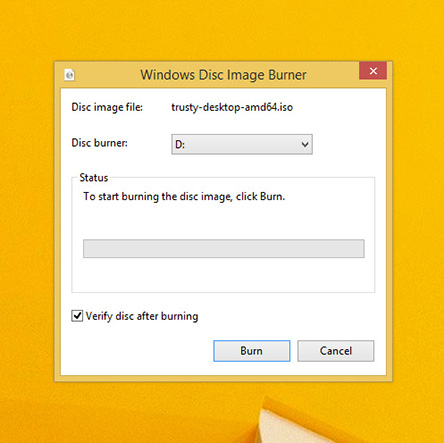 Windows Disc Image Burner
Disc image file: trusty-desktop-amd64.iso
Disc burner: D:
Status
To start burning the disc image, click Burn.
Verify disc after burning
Burn Cancel